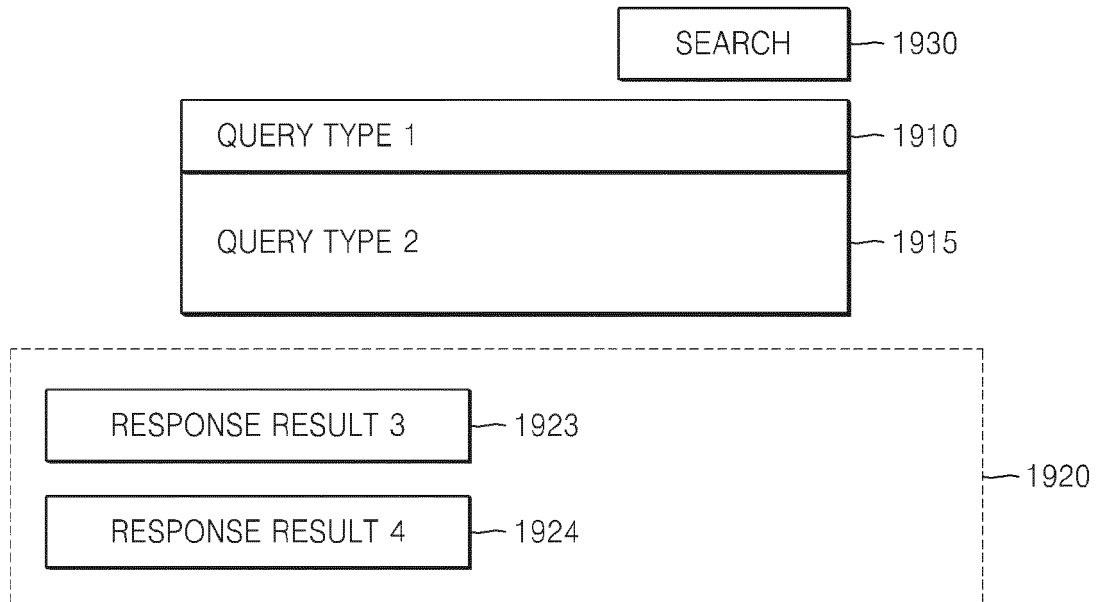 SEARCH 1930
QUERY TYPE 1 1910
QUERY TYPE 2 1915
RESPONSE RESULT 3 1923
1920
RESPONSE RESULT 4 1924